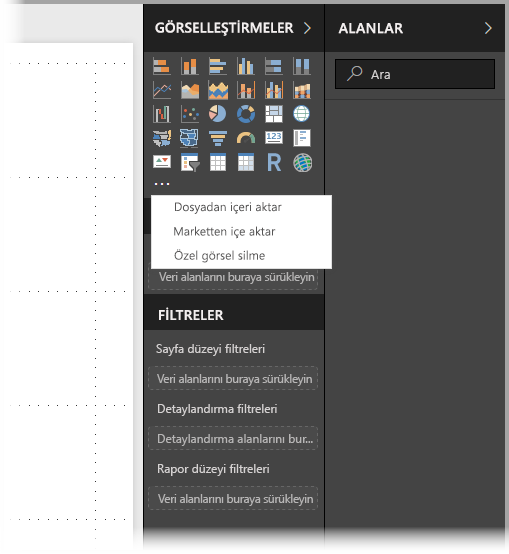 GÖRSELLEŞTİRMELER
ALANLAR
Ara
123
R
Dosyadan içeri aktar
Marketten içe aktar
Özel görsel silme
Veri alanlarını buraya sürükleyin
FİLTRELER
Sayfa düzeyi filtreleri
Veri alanlarını buraya sürükleyin
Detaylandırma filtreleri
Detaylandırma alanlarını bur...
Rapor düzeyi filtreleri
Veri alanlarını buraya sürükleyin